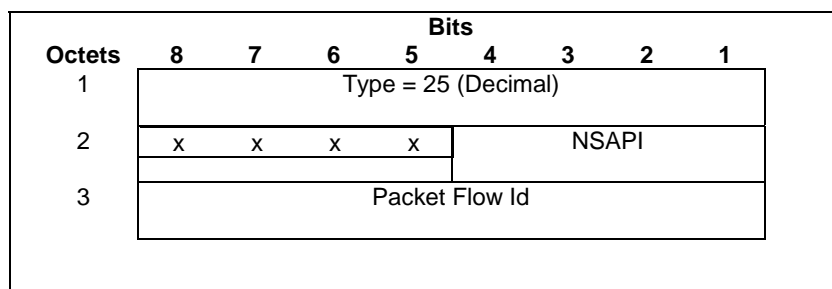 Bits
Octets 8 7 6 5 4 3 2 1
1 Type = 25 (Decimal)
2 x x x x NSAPI
3 Packet Flow Id